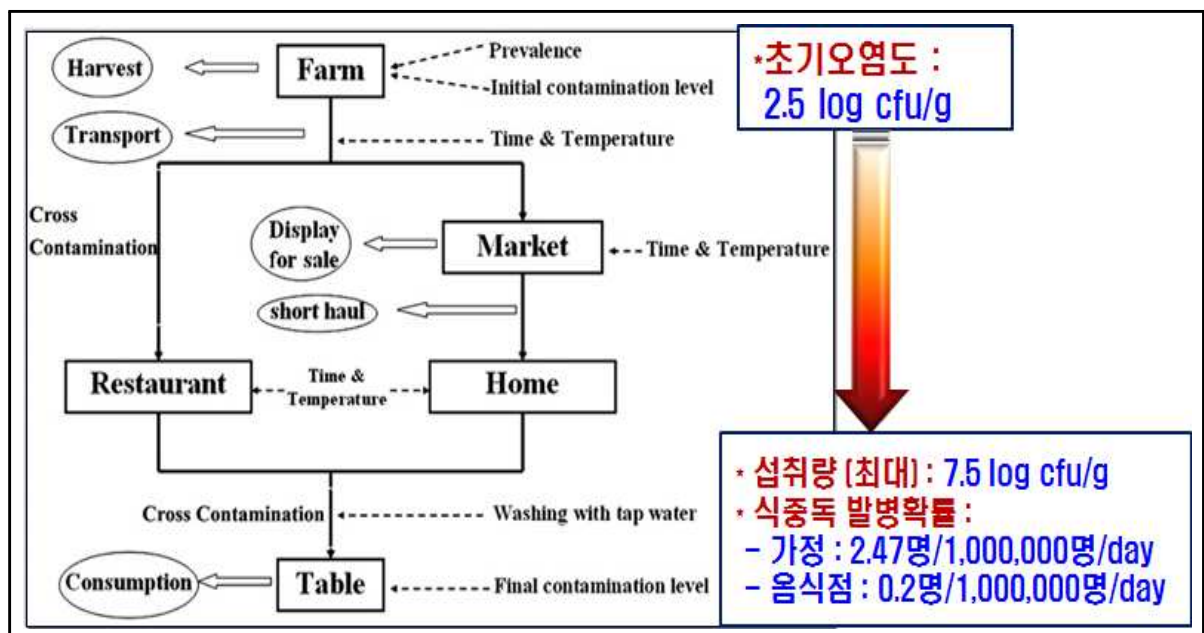 Harvest
Farm
Prevalence
Initial contamination level
*초기오염도 :
2.5 log cfu/g
Transport
Time & Temperature
Cross
Contamination
Display
for sale
Market
Time & Temperature
short haul
Restaurant
Time &
Temperature
Home
* 섭취량 (최대) : 7.5 log cfu/g
* 식중독 발병확률 :
- 가정 : 2.47명/1,000,000명/day
- 옴식점 : 0.2명/1,000,000명/day
Cross Contamination
Washing with tap water
Consumption
Table
Final contamination level